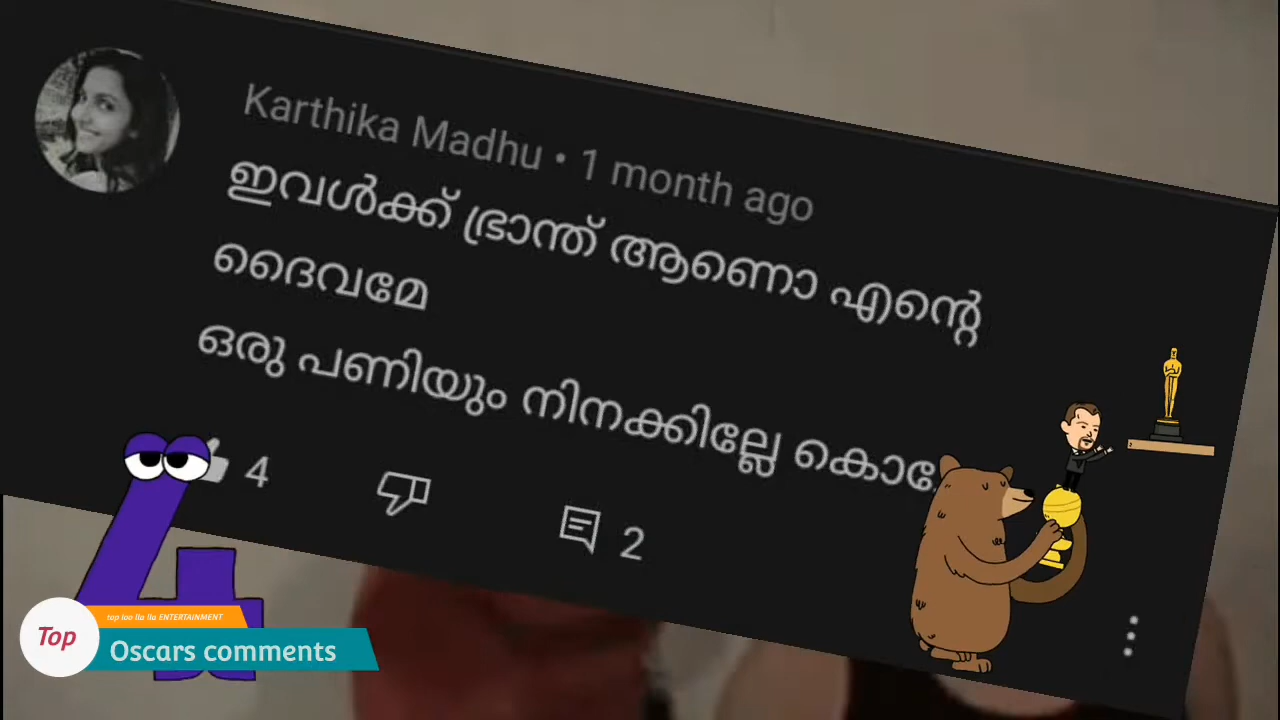 Karthika Madhu • 1 month ago
ഇവൾക്ക് ഭ്രാന്ത് ആണൊ എന്റെ
ദൈവമേ
ഒരു പണിയും നിനക്കില്ലേ
4
2
top loo lla lla ENTERTAINMENT
Top
Oscars comments